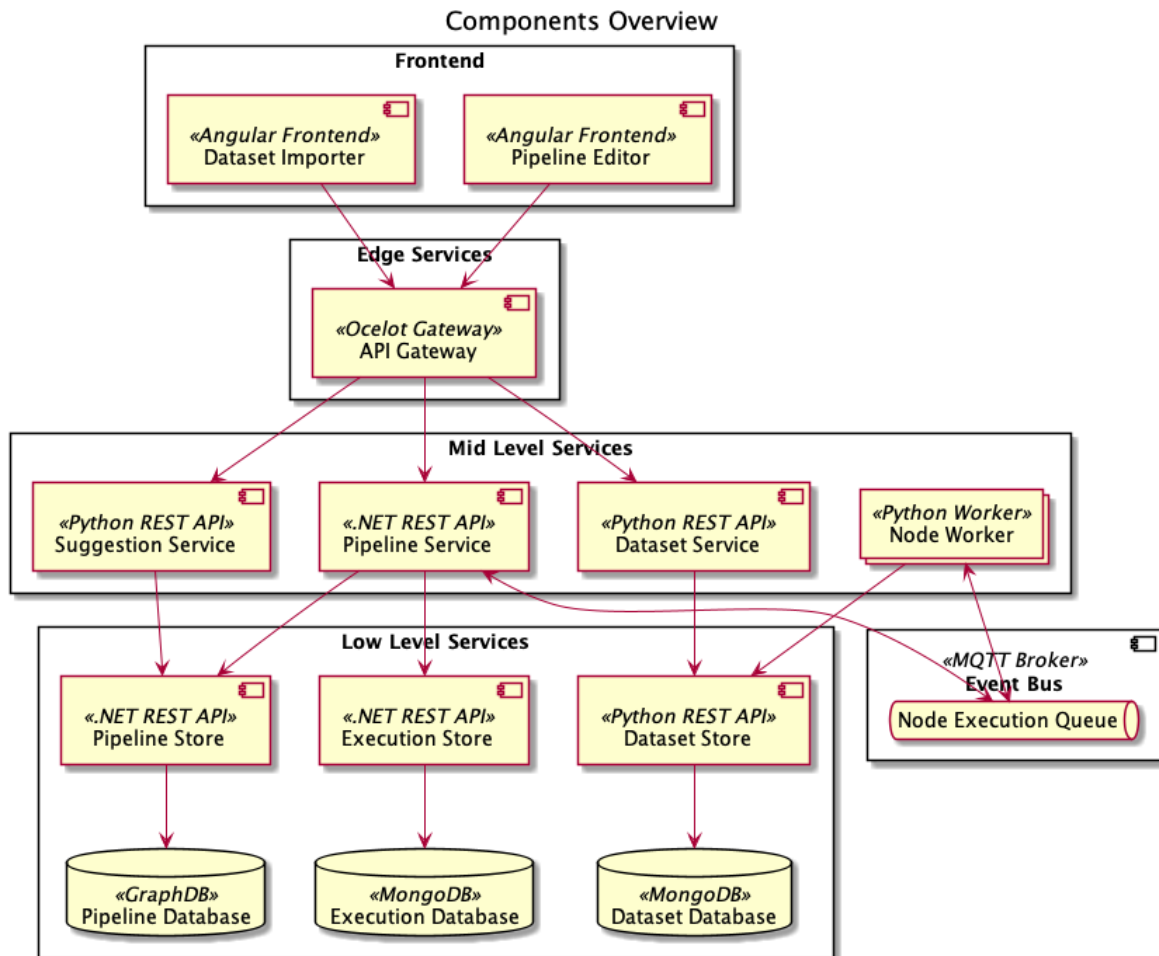 Components Overview
Frontend
«Angular Frontend»
Dataset Importer
«Angular Frontend»
Pipeline Editor
Edge Services
«Ocelot Gateway»
API Gateway
Mid Level Services
«Python REST API»
Suggestion Service
«.NET REST API»
Pipeline Service
«Python REST API»
Dataset Service
«Python Worker»
Node Worker
Low Level Services
«.NET REST API»
Pipeline Store
«.NET REST API»
Execution Store
«Python REST API»
Dataset Store
«MQTT Broker»
Event Bus
Node Execution Queue
«GraphDB»
Pipeline Database
«MongoDB»
Execution Database
«MongoDB»
Dataset Database